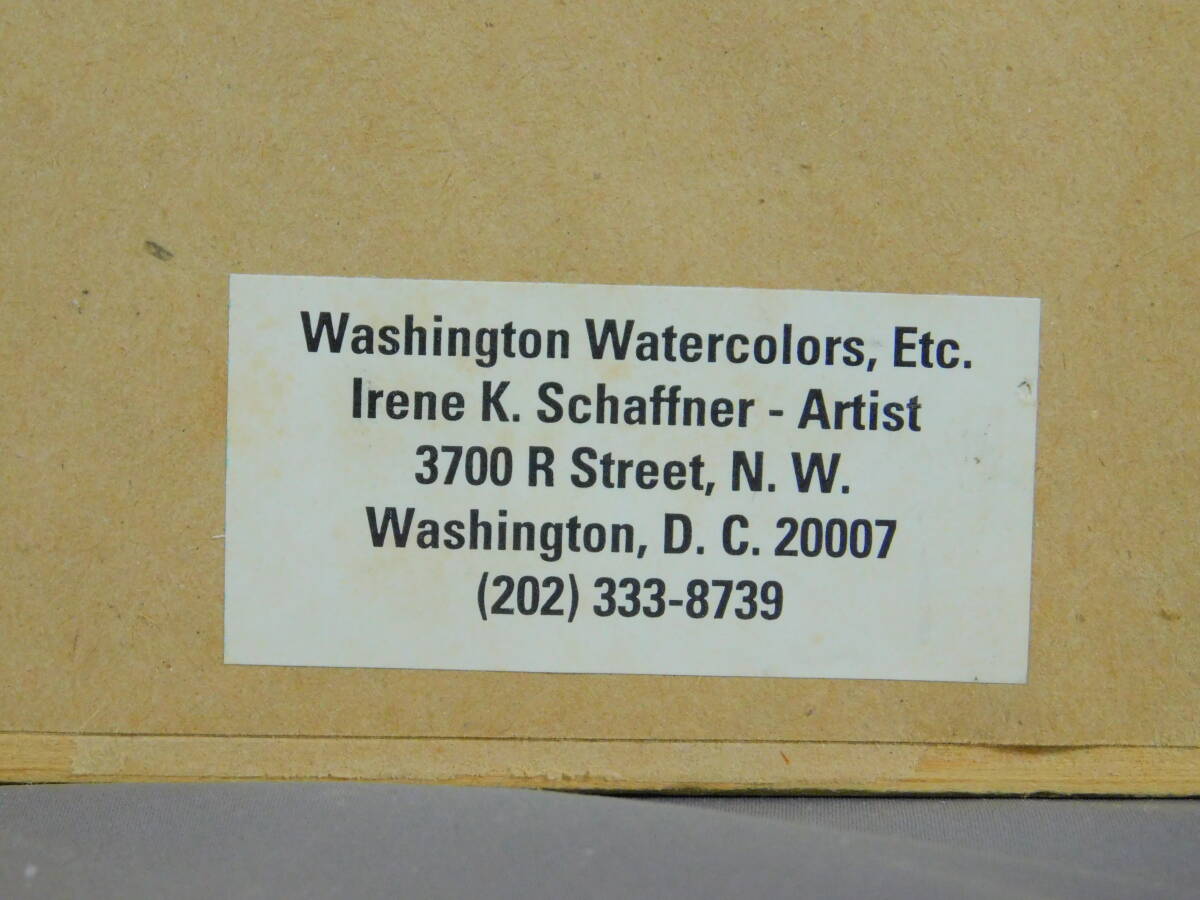 Washington Watercolors, Etc.
Irene K. Schaffner - Artist
3700 R Street, N. W.
Washington, D. C. 20007
(202) 333-8739